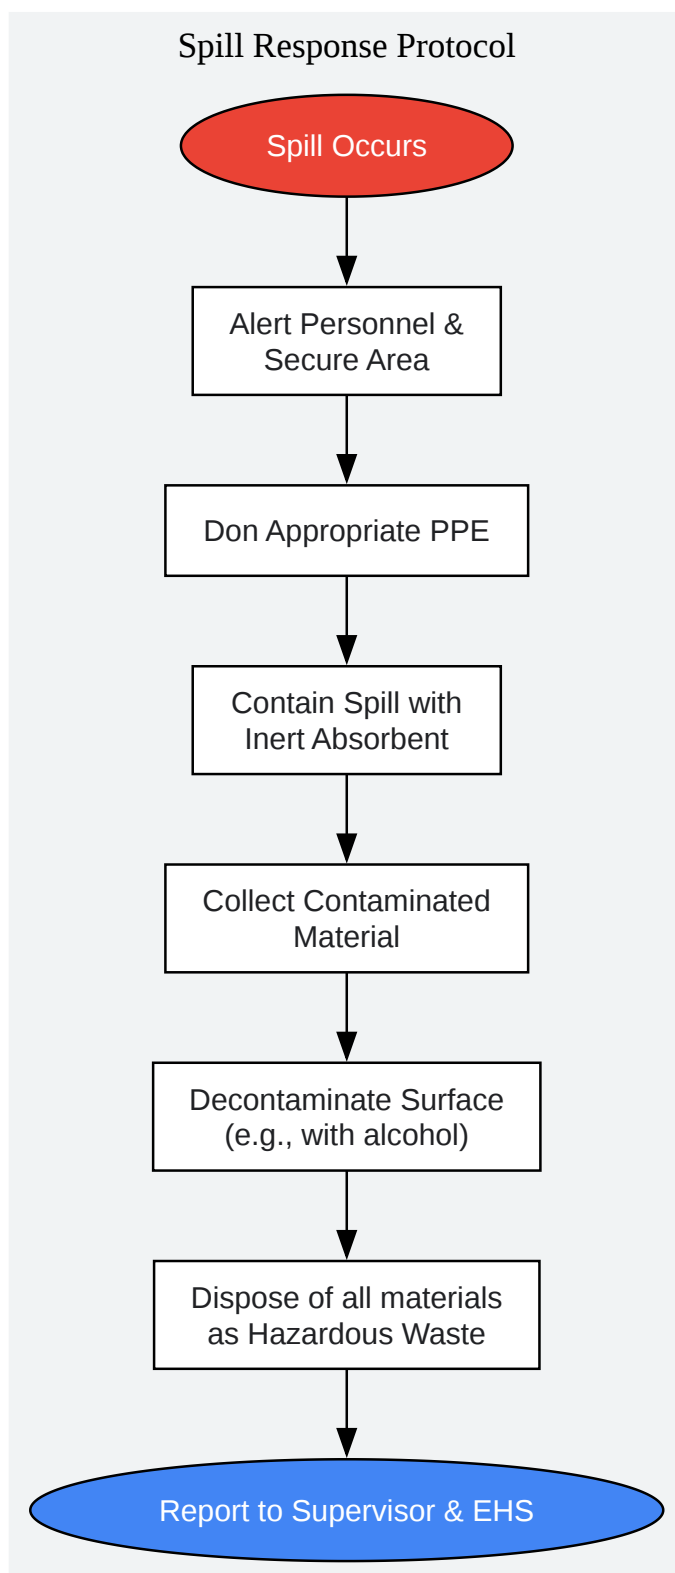 Spill Response Protocol
Spill Occurs
Alert Personnel &
Secure Area
Don Appropriate PPE
Contain Spill with
Inert Absorbent
Collect Contaminated
Material
Decontaminate Surface
(e.g., with alcohol)
Dispose of all materials
as Hazardous Waste
Report to Supervisor & EHS